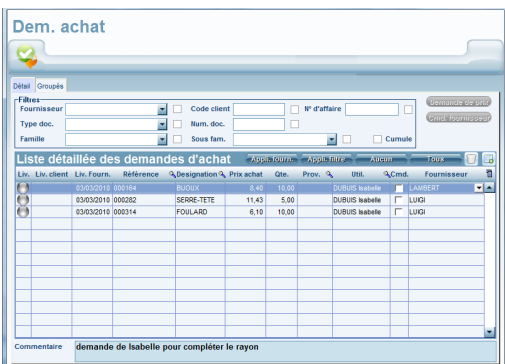 Dem. achat
Détail Groupés
Filtres
Fournisseur Code client N° d'affaire Demande de prix
Type doc. Num. doc. Cmd. fournisseur
Famille Sous fam. Cumule
Liste détaillée des demandes d'achat Appli. fourn. Appli. filtre Aucun Tous
Liv. Liv. client Liv. Fourn. Référence Designation Prix achat Qte. Prov. Util. Cmd. Fournisseur
03/03/2010 000164 BIJOUX 8,40 10,00 DUBUIS Isabelle LAMBERT
03/03/2010 000282 SERRE-TETE 11,43 5,00 DUBUIS Isabelle LUIGI
03/03/2010 000314 FOULARD 6,10 10,00 DUBUIS Isabelle LUIGI
Commentaire demande de Isabelle pour compléter le rayon